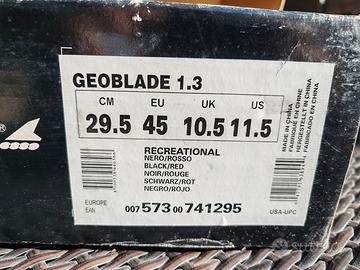 ®
GEOBLADE 1.3
CM EU UK US
29.5 45 10.5 11.5
RECREATIONAL
NERO/ROSSO
BLACK/RED
NOIR/ROUGE
SCHWARZ/ROT
NEGRO/ROJO
MADE IN CHINA
FABRIQUE EN CHINE
HERGESTELLT IN CHINA
FABRICADO EN CHINA
EUROPE
EAN
007 573 00 741295
USA-UPC